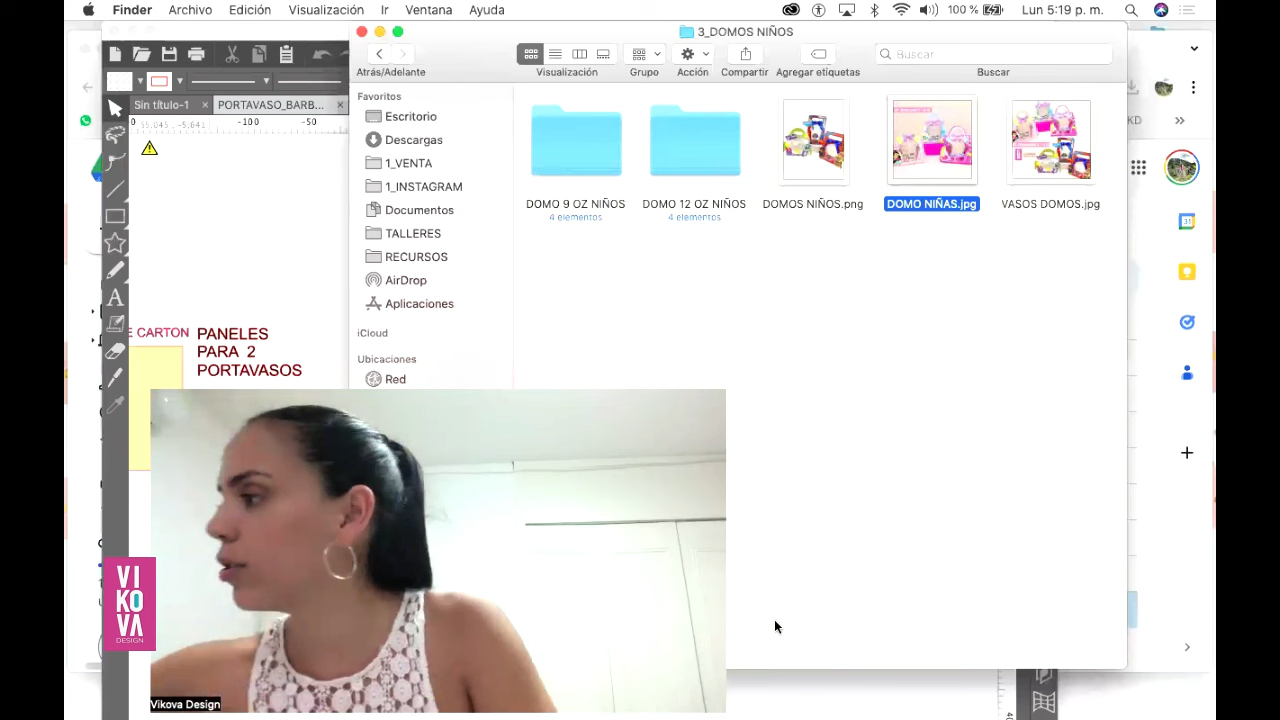 Finder Archivo Edición Visualización Ir Ventana Ayuda 100 % Lun 5:19 p. m.
3_DOMOS NIÑOS
Buscar
Atrás/Adelante Visualización Grupo Acción Compartir Agregar etiquetas Buscar
Sin título-1 × PORTAVASO_BARB... ×
0 -100 -50
KD
31
Favoritos
Escritorio
Descargas
1_VENTA
1_INSTAGRAM
Documentos
TALLERES
RECURSOS
AirDrop
Aplicaciones
iCloud
Ubicaciones
Red
DOMO 9 OZ NIÑOS
4 elementos
DOMO 12 OZ NIÑOS
4 elementos
DOMOS NIÑOS.png
DOMO NIÑAS.jpg
VASOS DOMOS.jpg
E CARTON
PANELES
PARA 2
PORTAVASOS
VI
KO
VA
DESIGN
Vikova Design